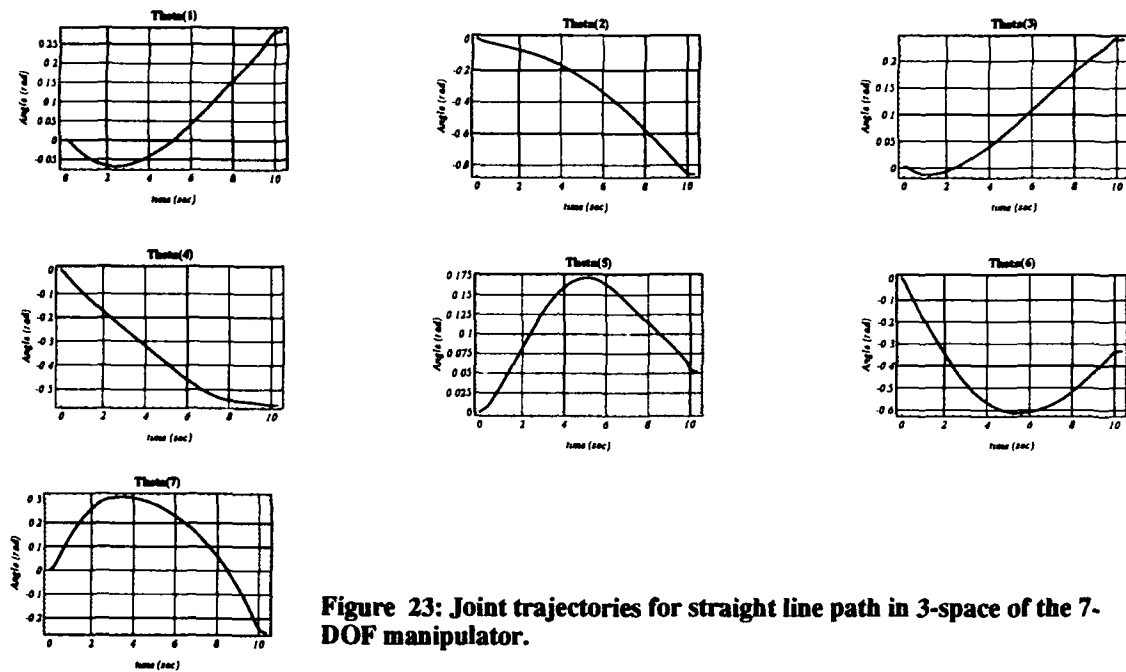 Theta(1)
Theta(2)
Theta(3)
0 25
0 2
0 15
0 1
0 05
0
-0 05
Angle (rad)
0 2 4 6 8 10
time (sec)
0
-0.2
-0.4
-0.6
-0.8
Angle (rad)
0 2 4 6 8 10
time (sec)
0 2
0 15
0 1
0 05
0
Angle (rad)
0 2 4 6 8 10
time (sec)
Theta(4)
Theta(5)
Theta(6)
0
-0 1
-0 2
-0 3
-0 4
-0 5
Angle (rad)
0 2 4 6 8 10
time (sec)
0 175
0 15
0 125
0 1
0 075
0.05
0 025
0
Angle (rad)
0 2 4 6 8 10
time (sec)
0
-0 1
-0 2
-0.3
-0 4
-0 5
-0 6
Angle (rad)
0 2 4 6 8 10
time (sec)
Theta(7)
0 3
0 2
0 1
0 0
-0 1
-0 2
Angle (rad)
0 2 4 6 8 10
time (sec)
Figure 23: Joint trajectories for straight line path in 3-space of the 7-
DOF manipulator.